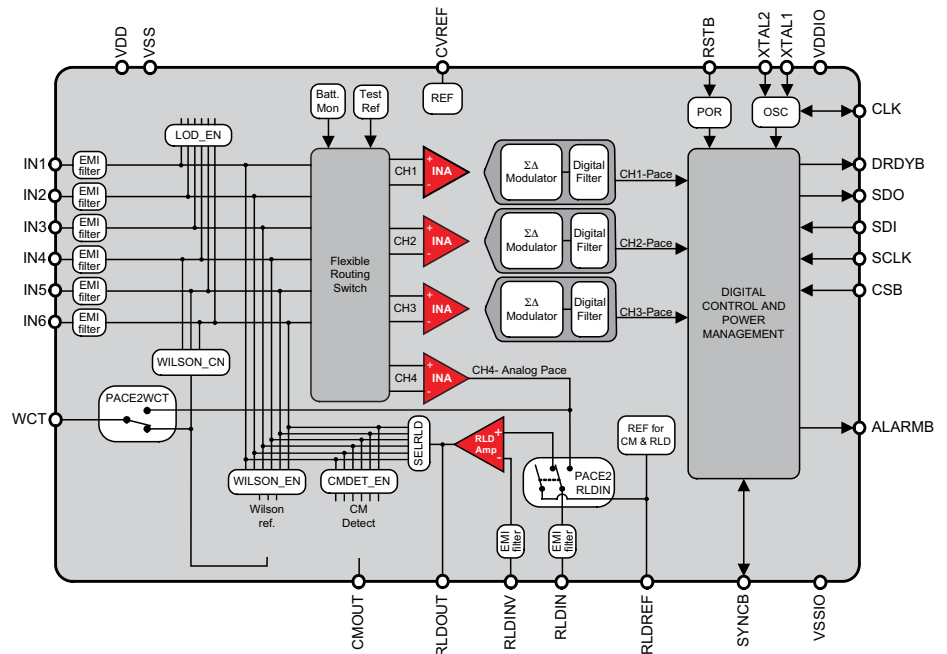 VDD
VSS
CVREF
RSTB
XTAL2
XTAL1
VDDIO
REF
Batt.
Mon
Test
Ref
POR
OSC
CLK
LOD_EN
IN1
EMI
filter
IN2
EMI
filter
IN3
EMI
filter
IN4
EMI
filter
IN5
EMI
filter
IN6
EMI
filter
Flexible
Routing
Switch
CH1
+
-
INA
ΣΔ
Modulator
Digital
Filter
CH1-Pace
CH2
+
-
INA
ΣΔ
Modulator
Digital
Filter
CH2-Pace
CH3
+
-
INA
ΣΔ
Modulator
Digital
Filter
CH3-Pace
CH4
+
-
INA
CH4- Analog Pace
DIGITAL
CONTROL AND
POWER
MANAGEMENT
DRDYB
SDO
SDI
SCLK
CSB
ALARMB
WILSON_CN
PACE2WCT
WCT
SELRLD
RLD
Amp
+
-
REF for
CM & RLD
PACE2
RLDIN
WILSON_EN
CMDET_EN
Wilson
ref.
CM
Detect
EMI
filter
EMI
filter
CMOUT
RLDOUT
RLDINV
RLDIN
RLDREF
SYNCB
VSSIO